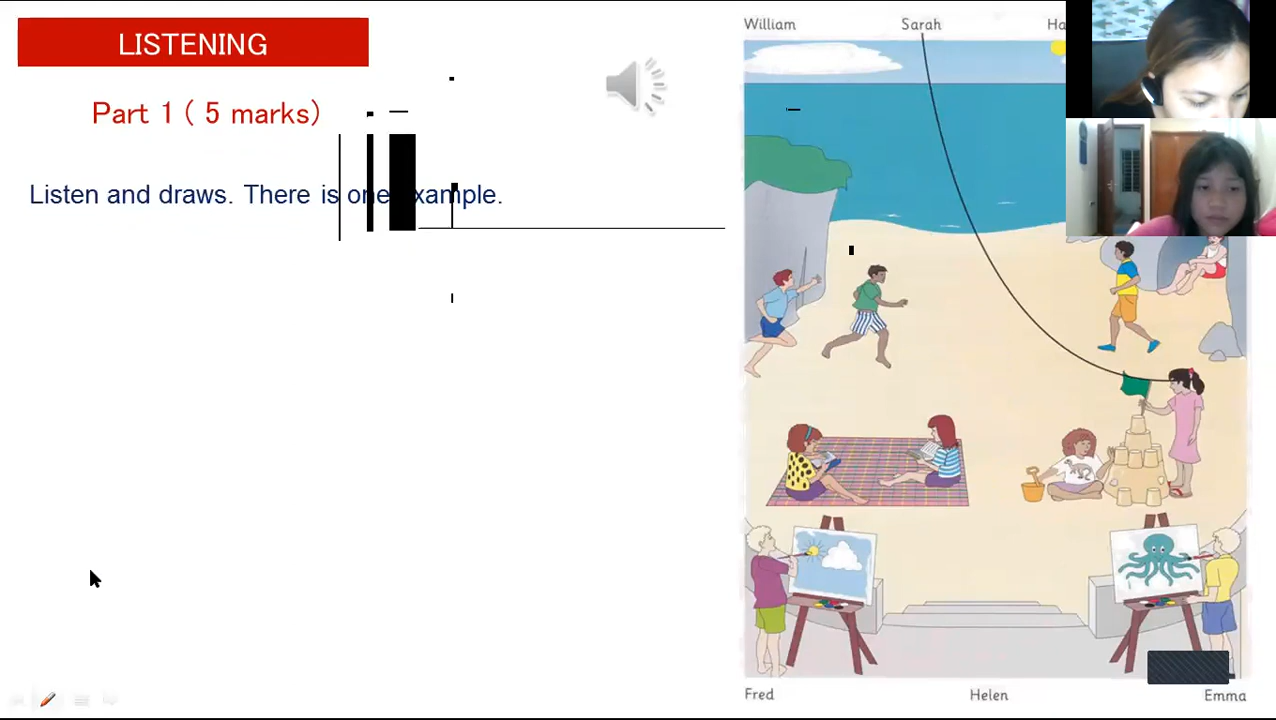 LISTENING
Part 1 ( 5 marks)
Listen and draws. There is one example.
William Sarah
Fred Helen Emma